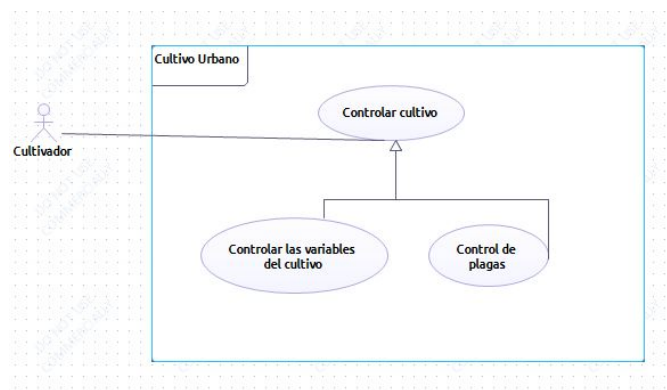 Cultivo Urbano
Controlar cultivo
Cultivador
Controlar las variables
del cultivo
Control de
plagas